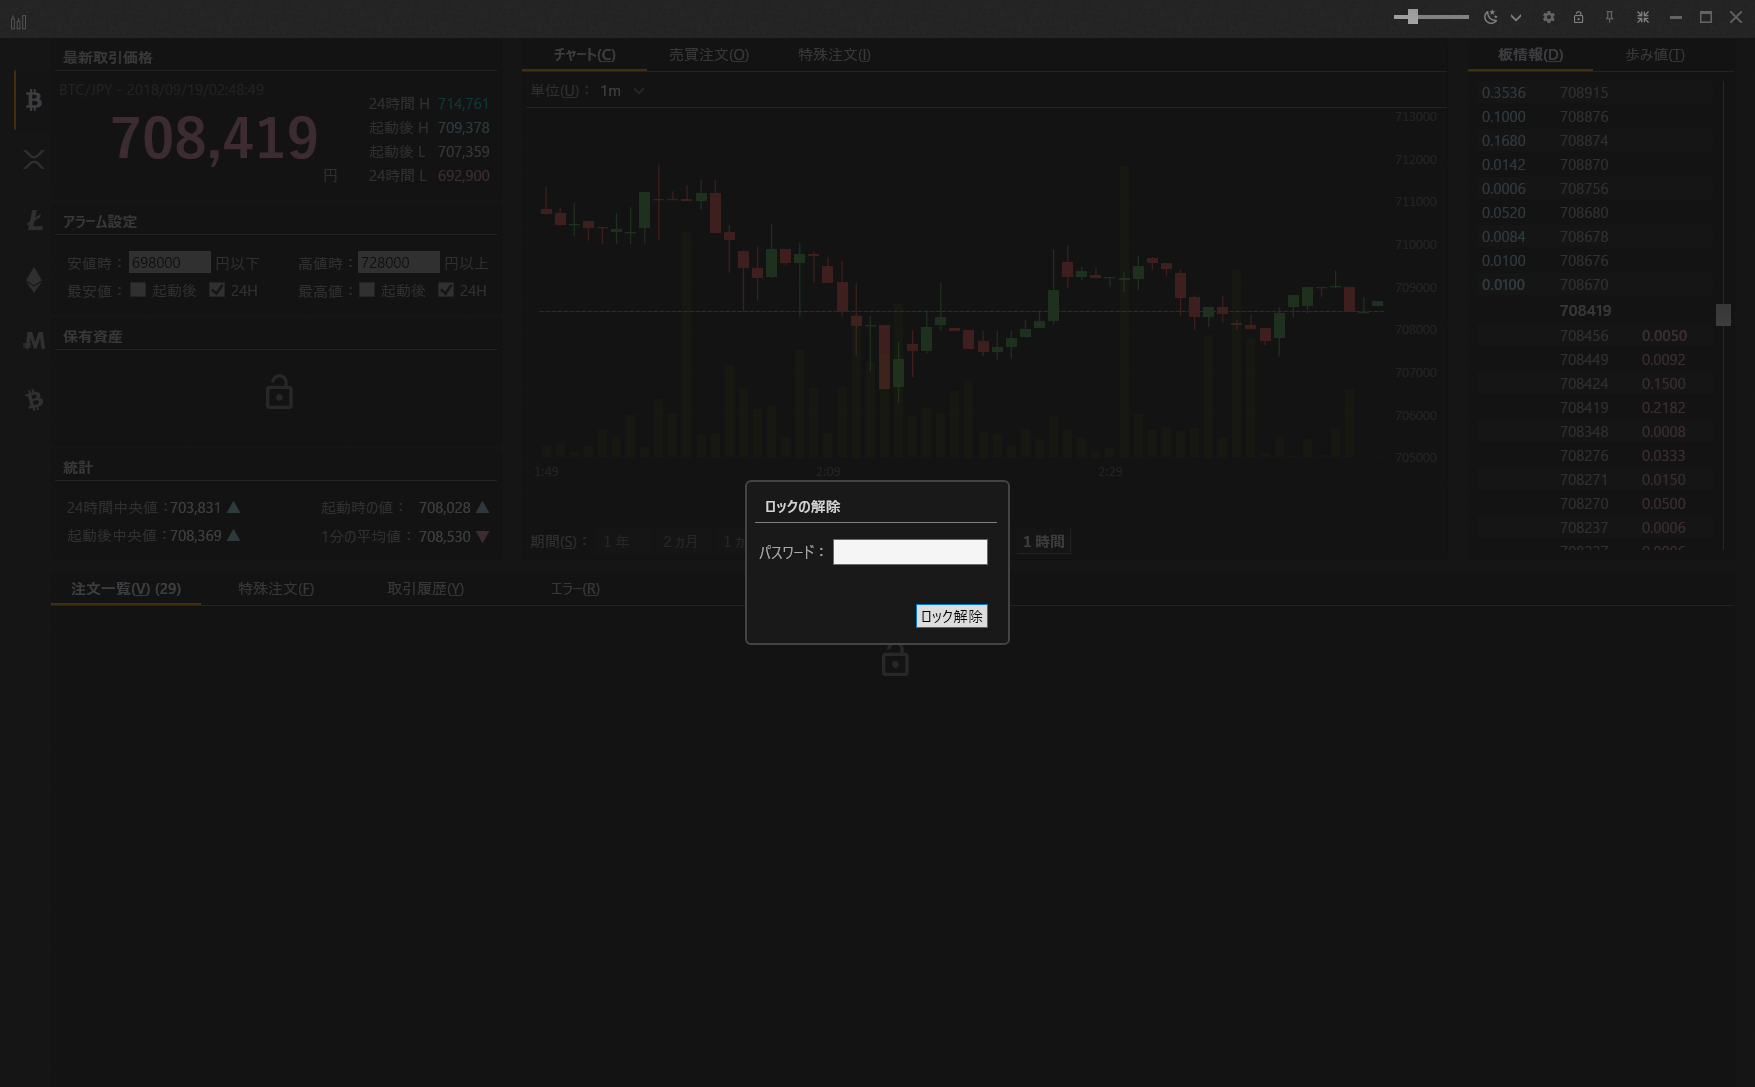 最新取引価格
BTC/JPY - 2018/09/19/02:48:49
708,419
円
24時間 H 714,761
起動後 H 709,378
起動後 L 707,359
24時間 L 692,900
アラーム設定
安値時： 698000 円以下
高値時： 728000 円以上
最安値： 起動後 24H
最高値： 起動後 24H
保有資産
統計
24時間中央値：703,831
起動時の値： 708,028
起動後中央値：708,369
1分の平均値： 708,530
チャート(C) 売買注文(O) 特殊注文(I)
単位(U)： 1m
713000
712000
711000
710000
709000
708000
707000
706000
705000
1:49 2:09 2:29
期間(S)： 1 年 2 ヵ月 1 ヵ
1 時間
板情報(D) 歩み値(T)
0.3536 708915
0.1000 708876
0.1680 708874
0.0142 708870
0.0006 708756
0.0520 708680
0.0084 708678
0.0100 708676
0.0100 708670
708419
708456 0.0050
708449 0.0092
708424 0.1500
708419 0.2182
708348 0.0008
708276 0.0333
708271 0.0150
708270 0.0500
708237 0.0006
ロックの解除
パスワード：
ロック解除
注文一覧(V) (29) 特殊注文(F) 取引履歴(Y) エラー(R)